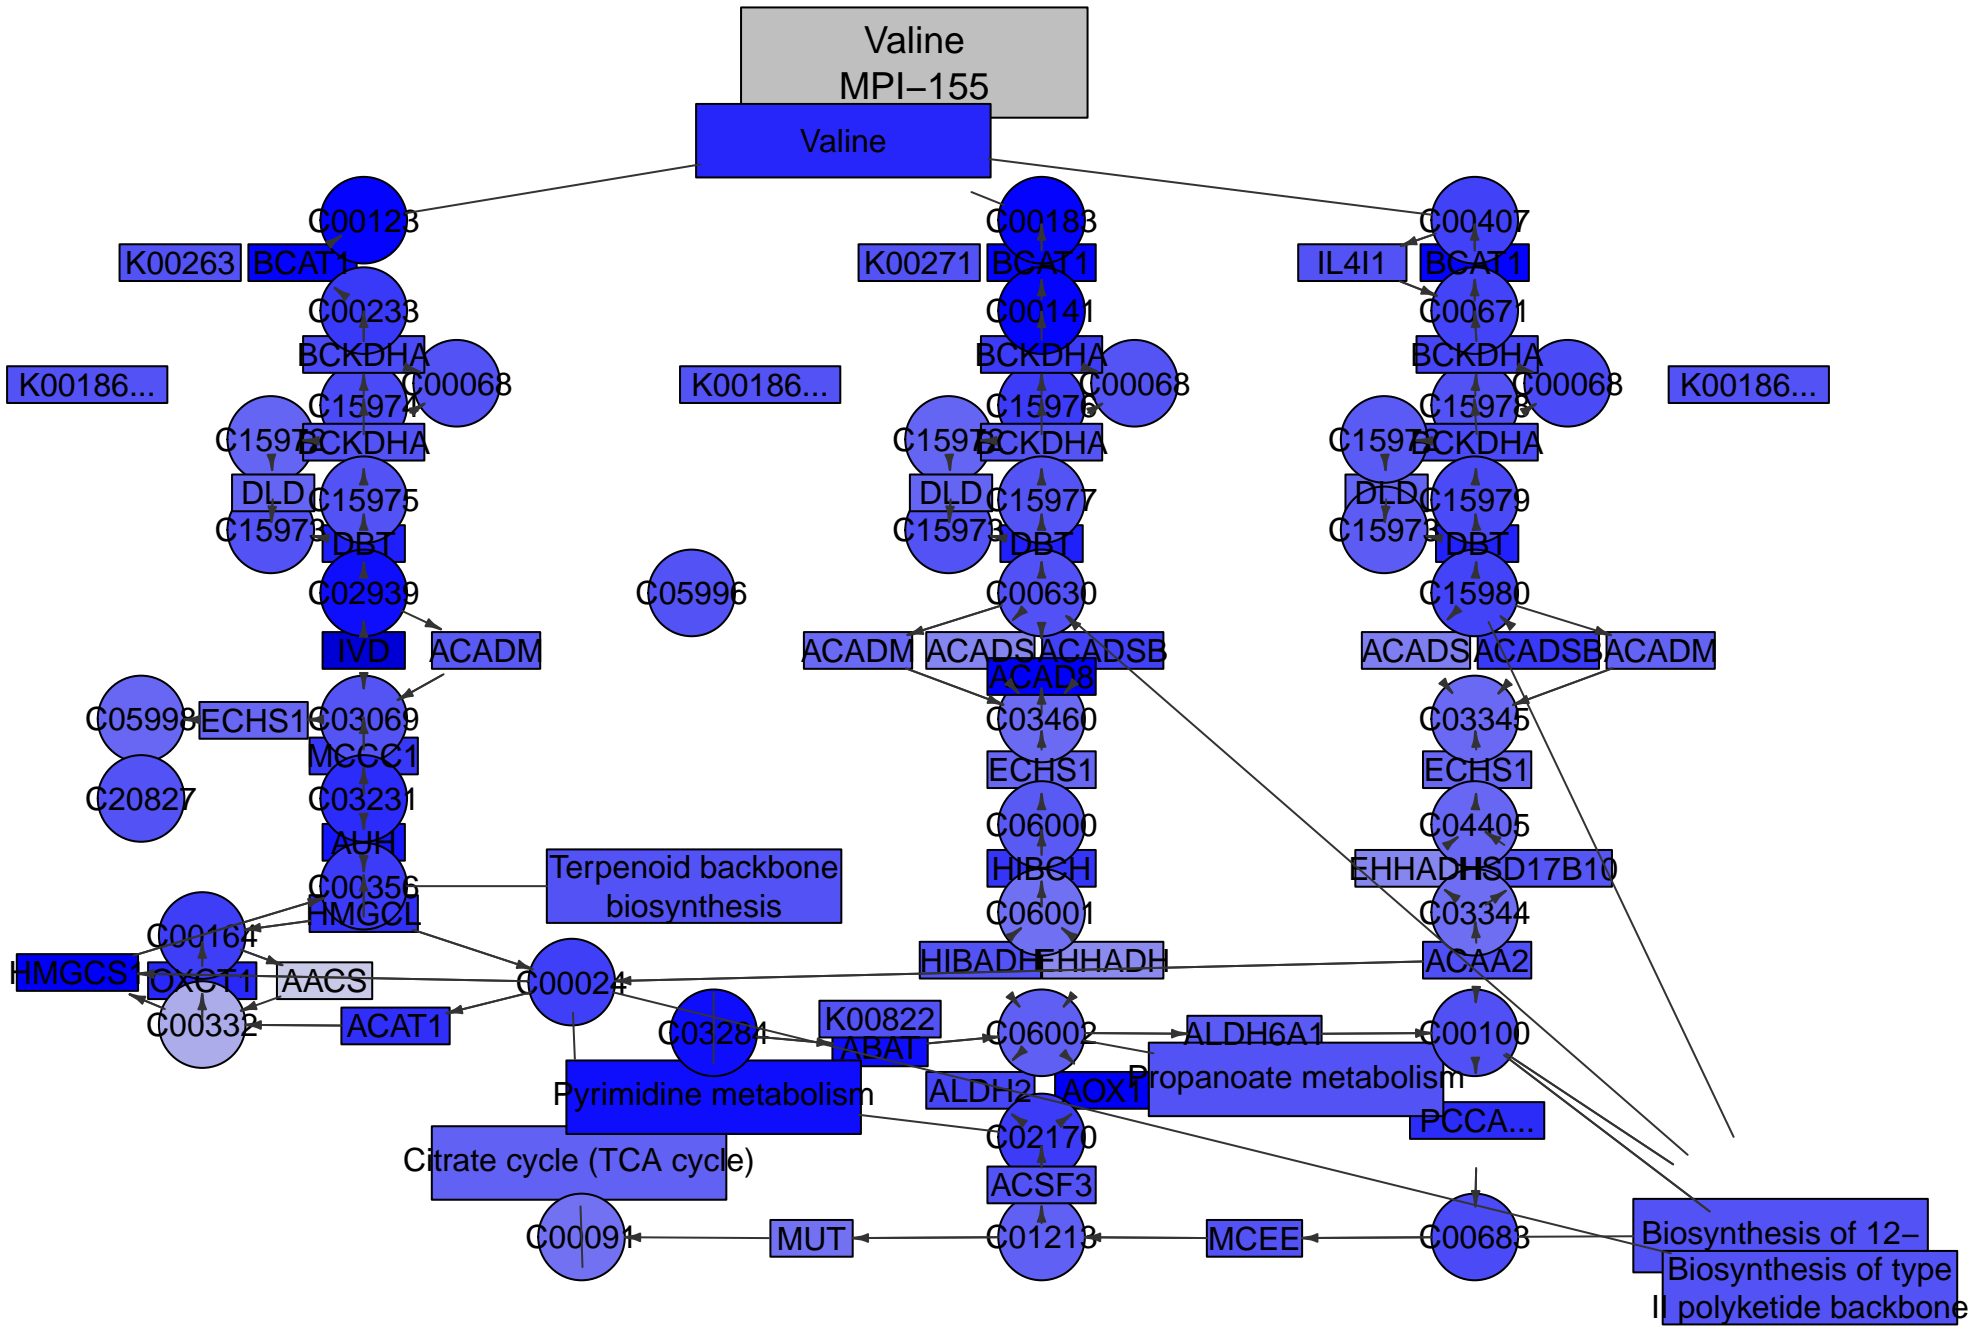 Valine
MPI−155
Valine
C00123
C00183
C00407
K00263
BCAT1
K00271
BCAT1
IL4I1
BCAT1
C00233
C00141
C00671
BCKDHA
BCKDHA
BCKDHA
K00186...
C00068
K00186...
C00068
C00068
K00186...
C15974
C15976
C15978
C15972
BCKDHA
C15972
BCKDHA
C15972
BCKDHA
DLD
C15975
DLD
C15977
DLD
C15979
C15973
DBT
C15973
DBT
C15973
DBT
C02939
C05996
C00630
C15980
IVD
ACADM
ACADM
ACADS
ACADSB
ACADS
ACADSB
ACADM
ACAD8
C05998
ECHS1
C03069
C03460
C03345
MCCC1
ECHS1
ECHS1
C20827
C03231
C06000
C04405
AUH
HIBCH
EHHADH
HSD17B10
C00356
Terpenoid backbone
biosynthesis
HMGCL
C06001
C03344
C00164
HIBADH
EHHADH
ACAA2
HMGCS1
OXCT1
AACS
C00024
C00332
ACAT1
C03284
K00822
ABAT
C06002
ALDH6A1
C00100
Pyrimidine metabolism
ALDH2
AOX1
Propanoate metabolism
PCCA...
C02170
Citrate cycle (TCA cycle)
ACSF3
C00091
MUT
C01213
MCEE
C00683
Biosynthesis of 12−
Biosynthesis of type
II polyketide backbone